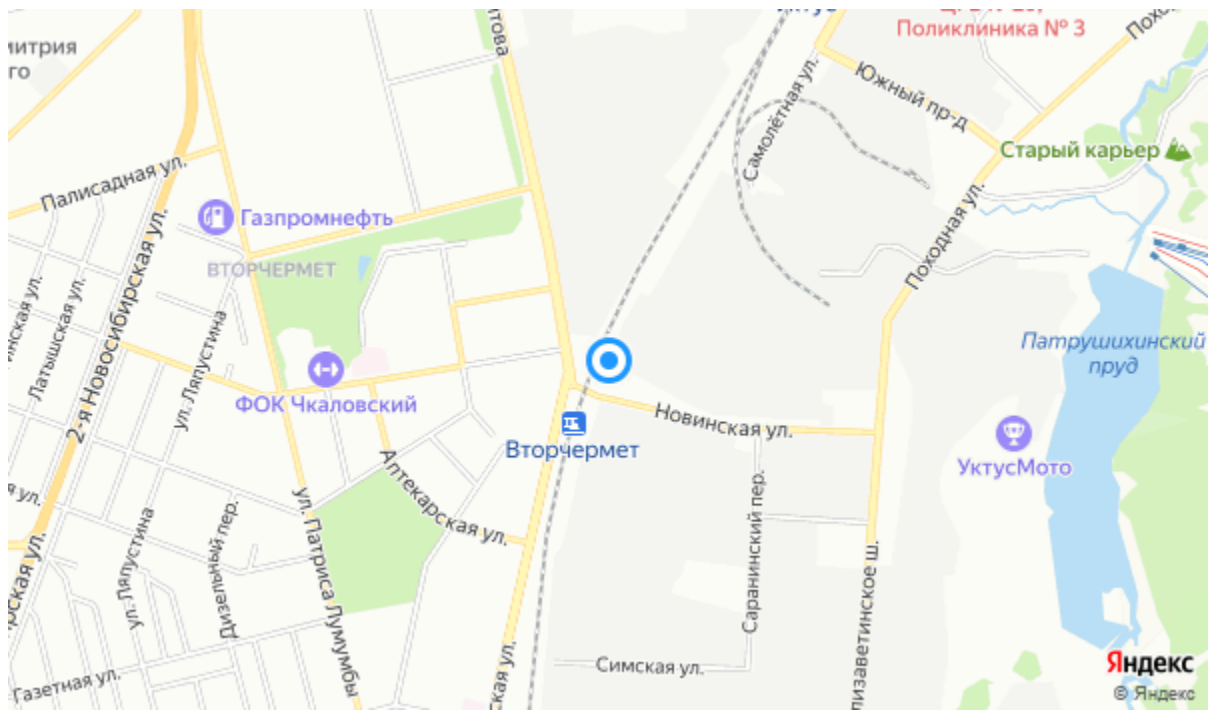 Поликлиника № 3
Южный пр-д
Самолётная ул.
Старый карьер
Палисадная ул.
Газпромнефть
ВТОРЧЕРМЕТ
Походная ул.
2-я Новосибирская ул.
Латышская ул.
ул. Ляпустина
Патрушихинский
пруд
ФОК Чкаловский
Новинская ул.
Вторчермет
УктусМото
Аптекарская ул.
ул. Патриса Лумумбы
ул. Ляпустина
Дизельный пер.
Саранинский пер.
Симская ул.
Газетная ул.
Яндекс
© Яндекс